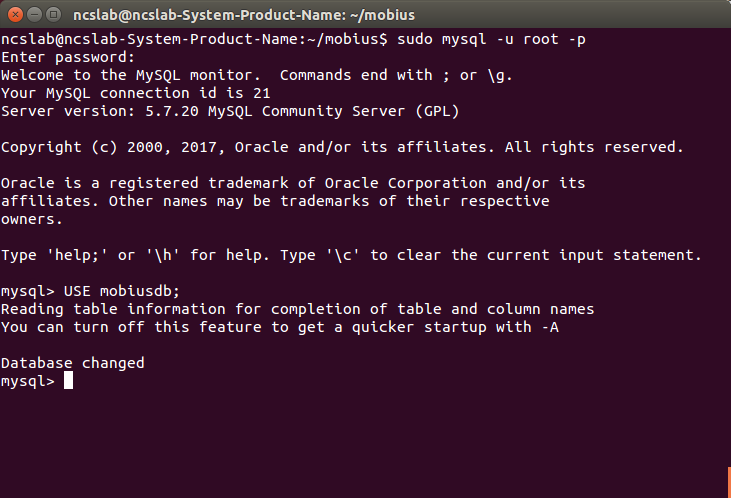 ncslab@ncslab-System-Product-Name: ~/mobius
ncslab@ncslab-System-Product-Name:~/mobius$ sudo mysql -u root -p
Enter password:
Welcome to the MySQL monitor.  Commands end with ; or \g.
Your MySQL connection id is 21
Server version: 5.7.20 MySQL Community Server (GPL)
Copyright (c) 2000, 2017, Oracle and/or its affiliates. All rights reserved.
Oracle is a registered trademark of Oracle Corporation and/or its
affiliates. Other names may be trademarks of their respective
owners.
Type 'help;' or '\h' for help. Type '\c' to clear the current input statement.
mysql> USE mobiusdb;
Reading table information for completion of table and column names
You can turn off this feature to get a quicker startup with -A
Database changed
mysql>